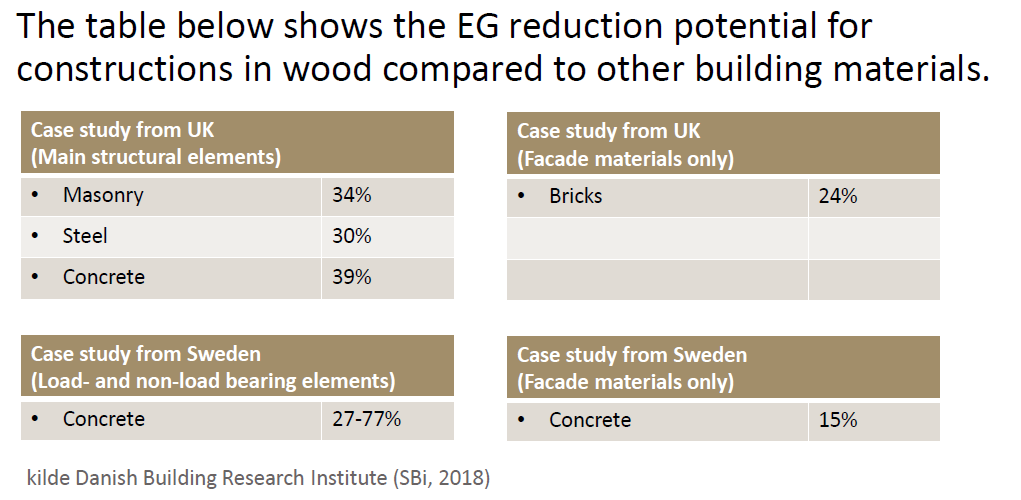 The table below shows the EG reduction potential for
constructions in wood compared to other building materials.
Case study from UK
(Main structural elements)
• Masonry 34%
• Steel 30%
• Concrete 39%
Case study from UK
(Facade materials only)
• Bricks 24%
Case study from Sweden
(Load- and non-load bearing elements)
• Concrete 27-77%
Case study from Sweden
(Facade materials only)
• Concrete 15%
kilde Danish Building Research Institute (SBi, 2018)